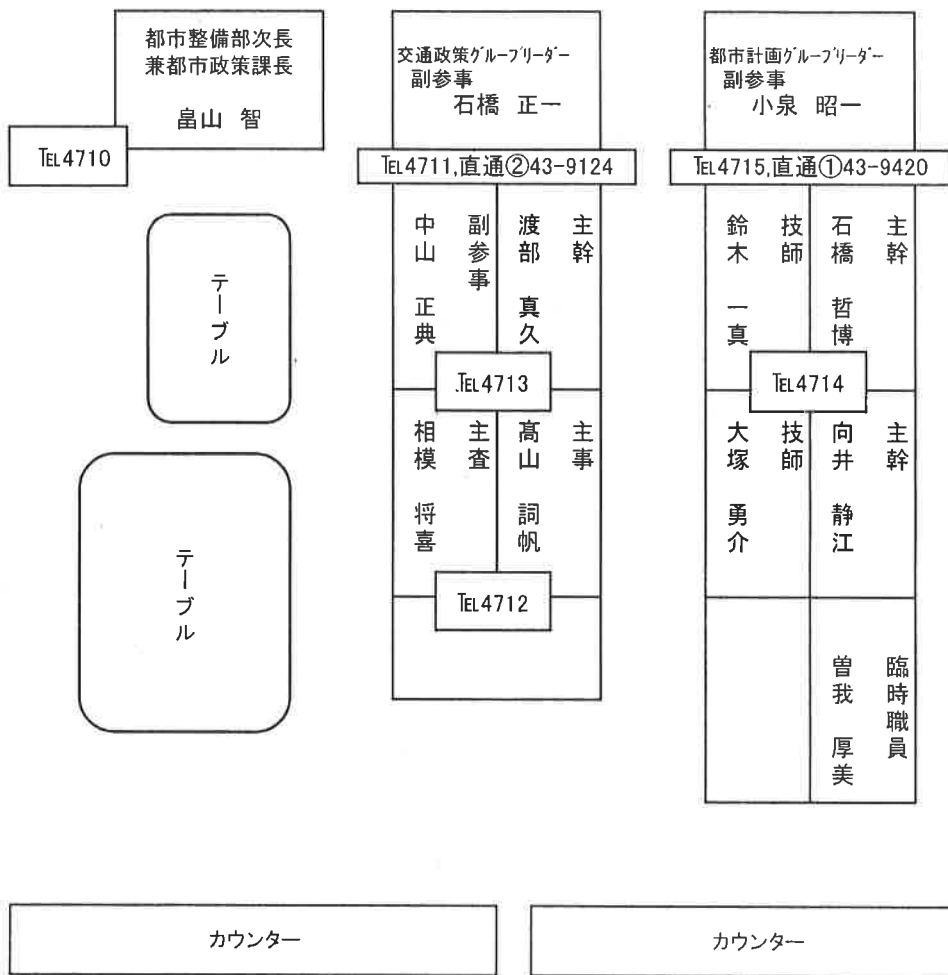 都市整備部次長
兼都市政策課長
畠山 智
TEL4710
テーブル
テーブル
交通政策グループリーダー
副参事
石橋 正一
TEL4711,直通②43-9124
主幹
渡部 真久
副参事
中山 正典
TEL4713
主事
髙山 詞帆
主査
相模 将喜
TEL4712
都市計画グループリーダー
副参事
小泉 昭一
TEL4715,直通①43-9420
主幹
石橋 哲博
技師
鈴木 一真
TEL4714
主幹
向井 静江
技師
大塚 勇介
臨時職員
曽我 厚美
カウンター
カウンター